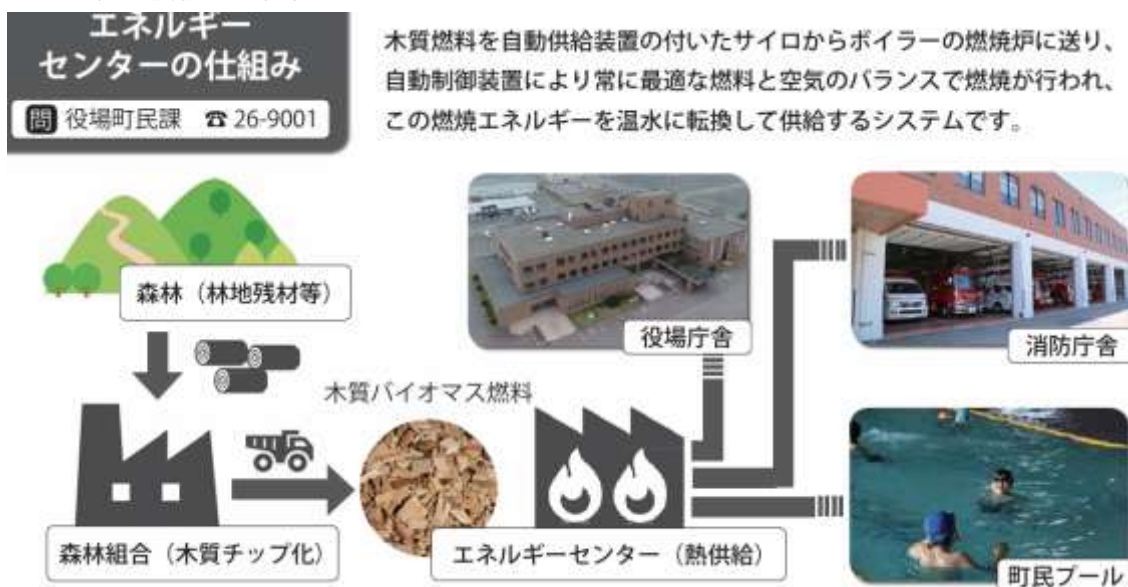 エネルギー
センターの仕組み
問 役場町民課 ☎ 26-9001
木質燃料を自動供給装置の付いたサイロからボイラーの燃焼炉に送り、
自動制御装置により常に最適な燃料と空気のバランスで燃焼が行われ、
この燃焼エネルギーを温水に転換して供給するシステムです。
森林（林地残材等）
役場庁舎
消防庁舎
木質バイオマス燃料
森林組合（木質チップ化）
エネルギーセンター（熱供給）
町民プール